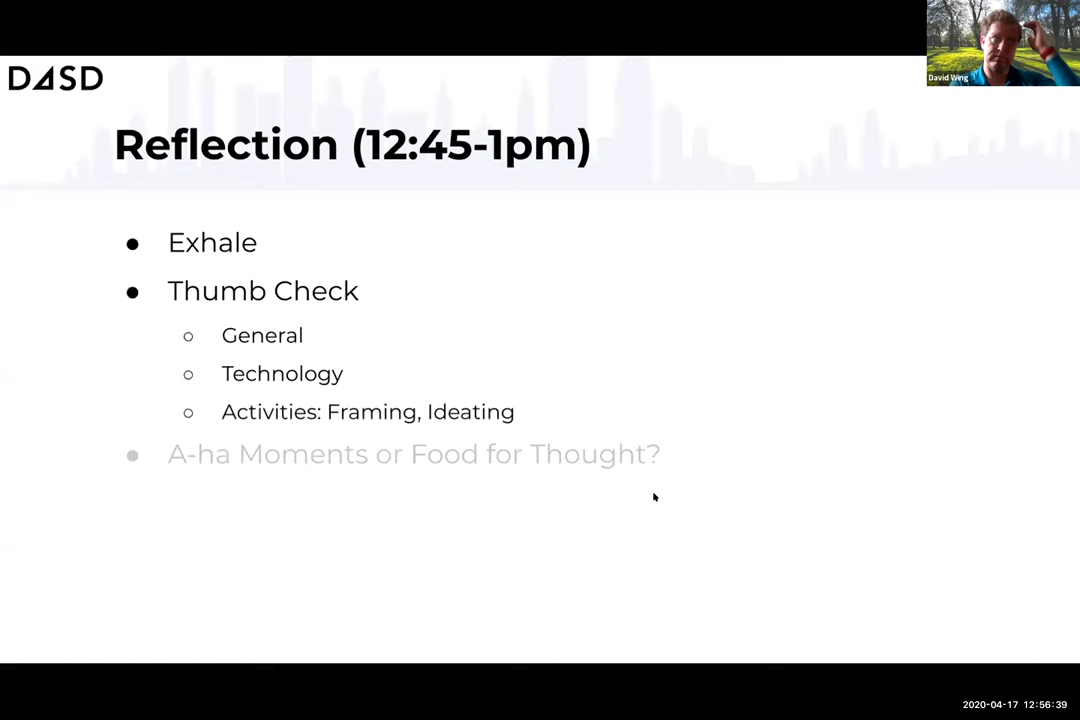 D4SD
David Wing
Reflection (12:45-1pm)
● Exhale
● Thumb Check
○ General
○ Technology
○ Activities: Framing, Ideating
● A-ha Moments or Food for Thought?
2020-04-17 12:56:39